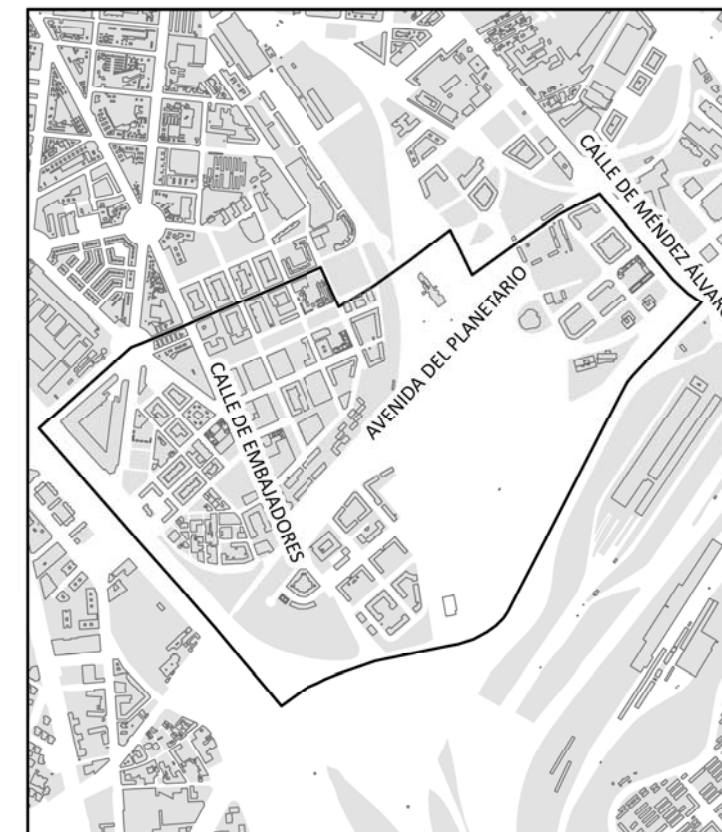 CALLE DE MÉNDEZ ÁLVARO
AVENIDA DEL PLANETARIO
CALLE DE EMBAJADORES